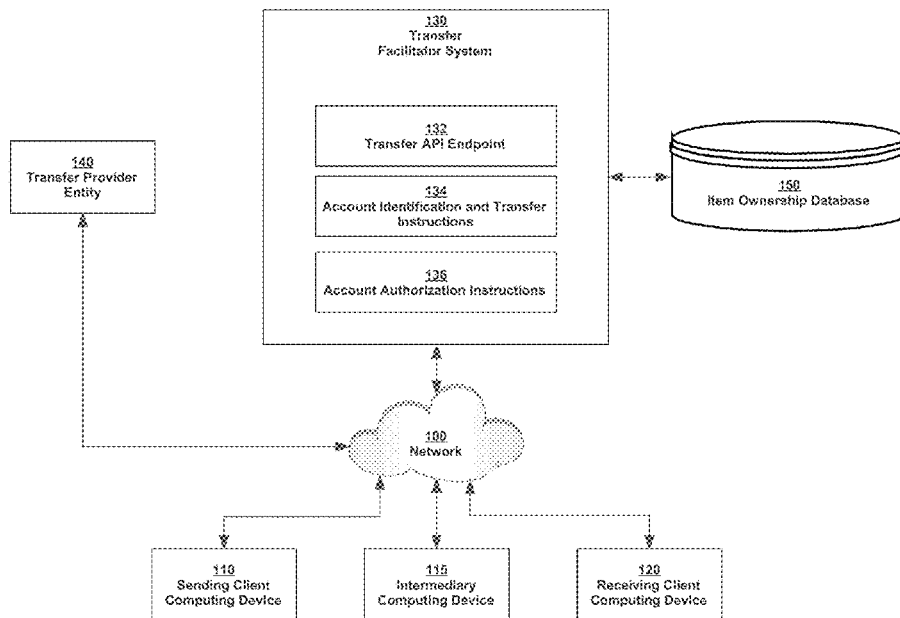 130
Transfer
Facilitator System
132
Transfer API Endpoint
134
Account Identification and Transfer
Instructions
136
Account Authorization Instructions
140
Transfer Provider
Entity
150
Item Ownership Database
100
Network
110
Sending Client
Computing Device
115
Intermediary
Computing Device
120
Receiving Client
Computing Device